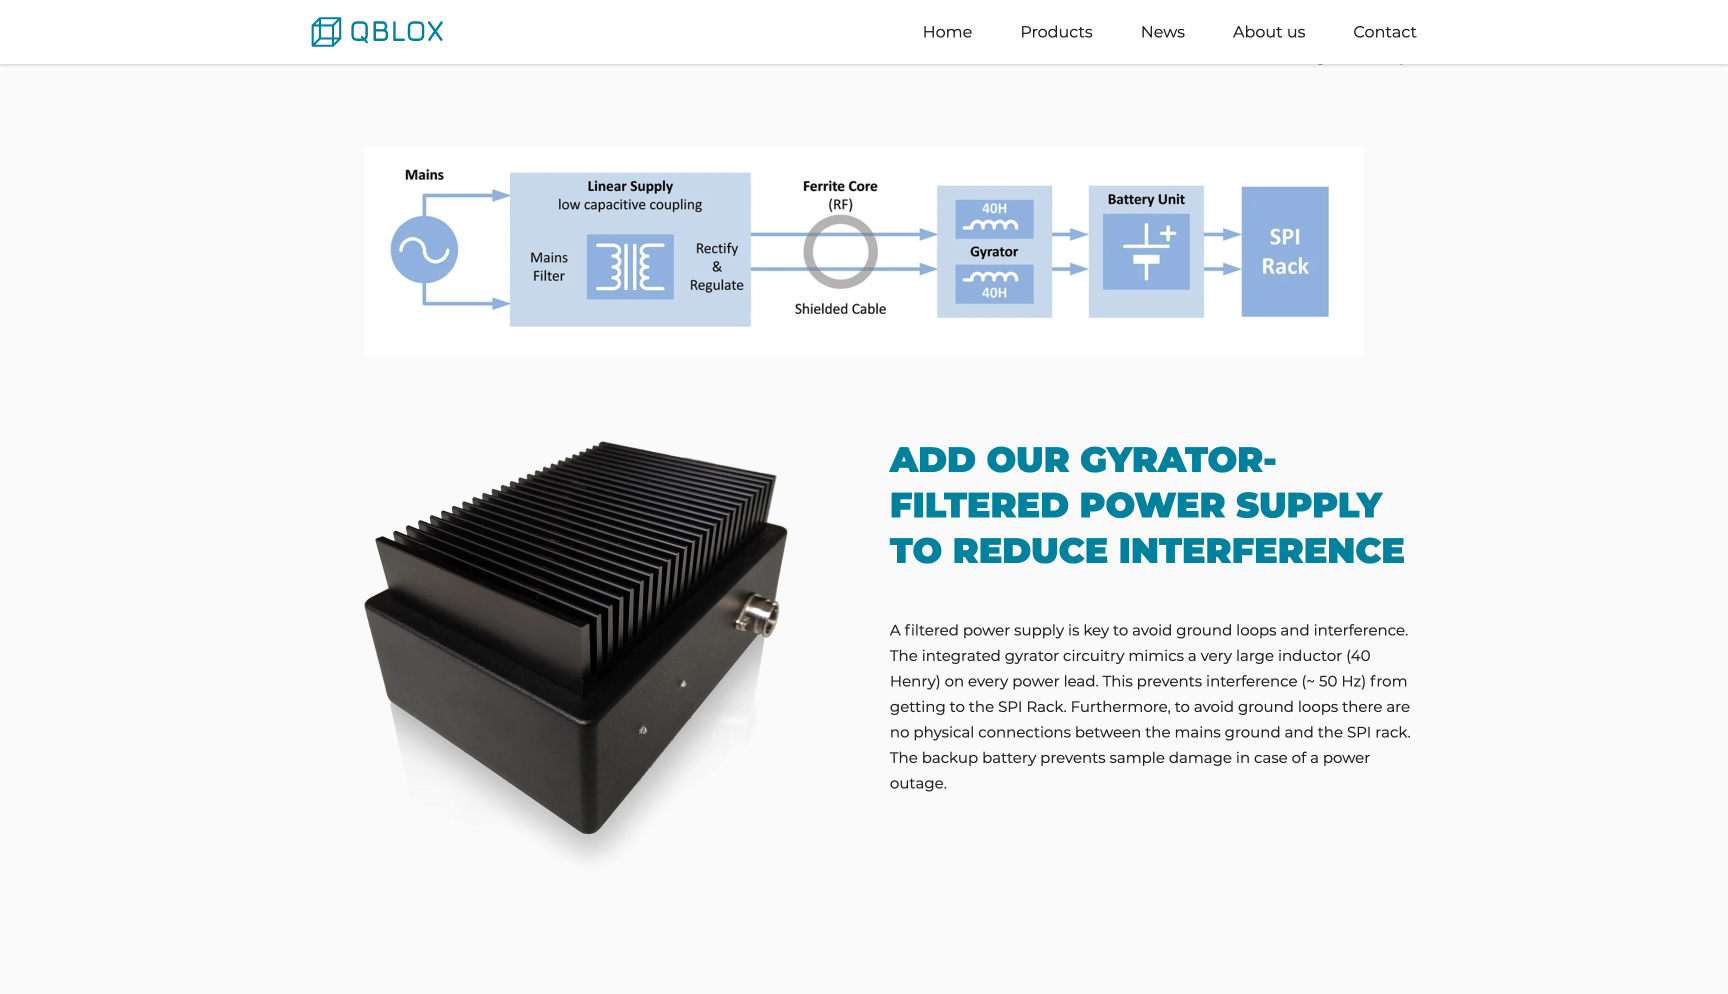 QBLOX
Home Products News About us Contact
Mains
Linear Supply
low capacitive coupling
Mains
Filter
Rectify
&
Regulate
Ferrite Core
(RF)
Shielded Cable
40H
Gyrator
40H
Battery Unit
SPI
Rack
ADD OUR GYRATOR-
FILTERED POWER SUPPLY
TO REDUCE INTERFERENCE
A filtered power supply is key to avoid ground loops and interference.
The integrated gyrator circuitry mimics a very large inductor (40
Henry) on every power lead. This prevents interference (~ 50 Hz) from
getting to the SPI Rack. Furthermore, to avoid ground loops there are
no physical connections between the mains ground and the SPI rack.
The backup battery prevents sample damage in case of a power
outage.